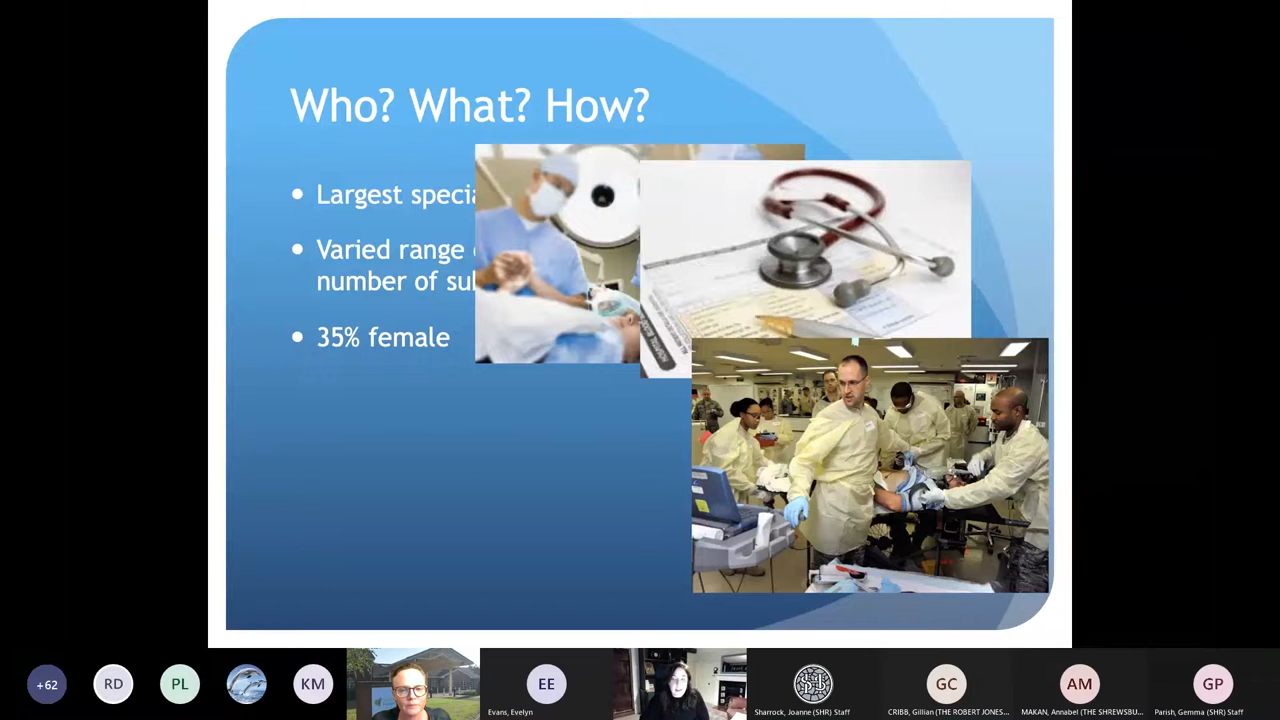 Who? What? How?
• Largest specia
• Varied range
number of su
• 35% female
+62
RD
PL
KM
EE
Evans, Evelyn
Sharrock, Joanne (SHR) Staff
GC
CRIBB, Gillian (THE ROBERT JONES...
AM
MAKAN, Annabel (THE SHREWSBU...
GP
Parish, Gemma (SHR) Staff